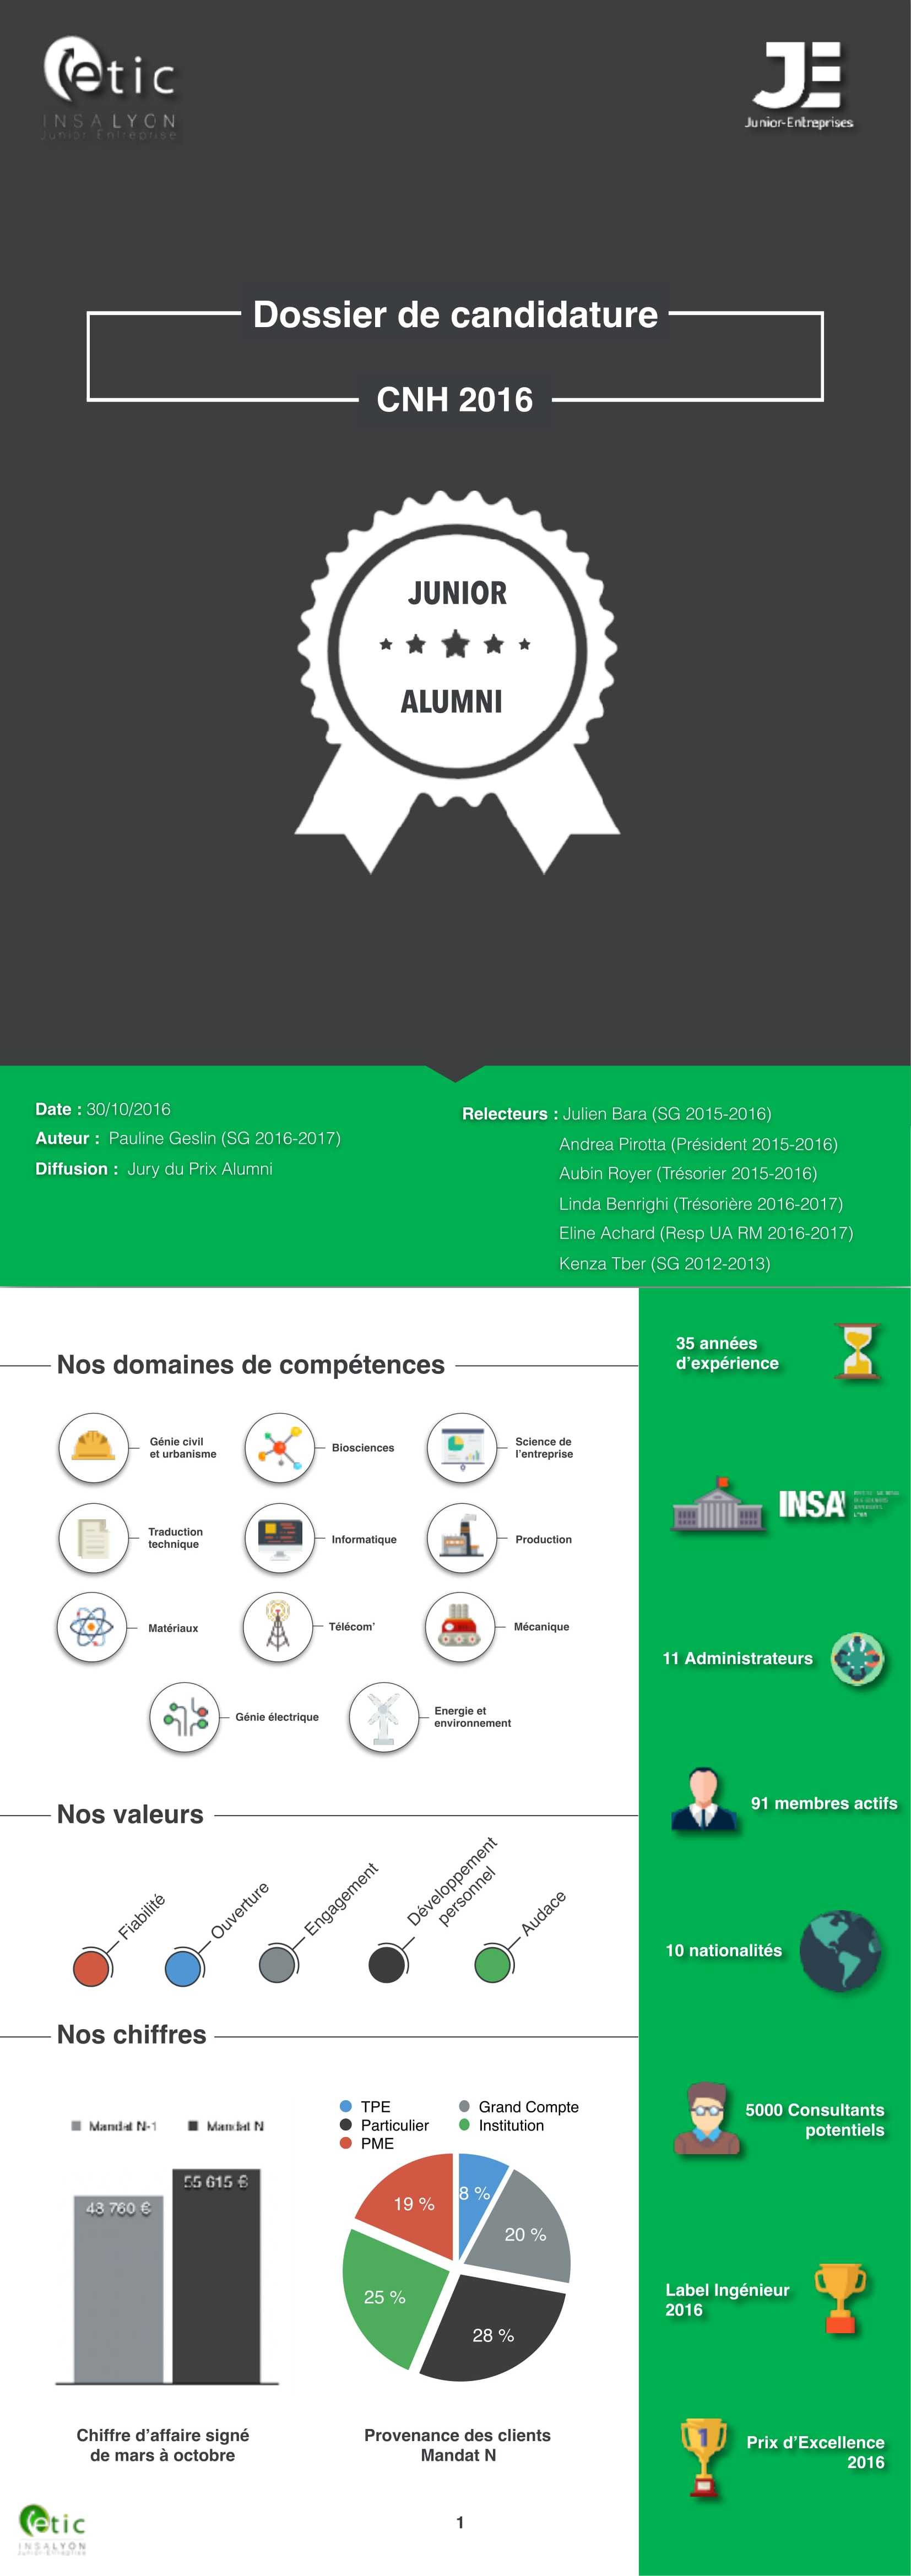 etic
INSA LYON
Junior Entreprise
JE
Junior-Entreprises
Dossier de candidature
CNH 2016
JUNIOR
ALUMNI
Date : 30/10/2016
Auteur : Pauline Geslin (SG 2016-2017)
Diffusion : Jury du Prix Alumni
Relecteurs : Julien Bara (SG 2015-2016)
Andrea Pirotta (Président 2015-2016)
Aubin Royer (Trésorier 2015-2016)
Linda Benrighi (Trésorière 2016-2017)
Eline Achard (Resp UA RM 2016-2017)
Kenza Tber (SG 2012-2013)
Nos domaines de compétences
Génie civil
et urbanisme
Biosciences
Science de
l'entreprise
Traduction
technique
Informatique
Production
Matériaux
Télécom'
Mécanique
Génie électrique
Energie et
environnement
Nos valeurs
Fiabilité
Ouverture
Engagement
Développement
personnel
Audace
Nos chiffres
Mandat N-1
Mandat N
48 760 €
55 615 €
Chiffre d'affaire signé
de mars à octobre
TPE
Grand Compte
Particulier
Institution
PME
19 %
8 %
20 %
25 %
28 %
Provenance des clients
Mandat N
35 années
d'expérience
INSA
11 Administrateurs
91 membres actifs
10 nationalités
5000 Consultants
potentiels
Label Ingénieur
2016
1
Prix d'Excellence
2016
etic
INSA LYON
Junior Entreprise
1